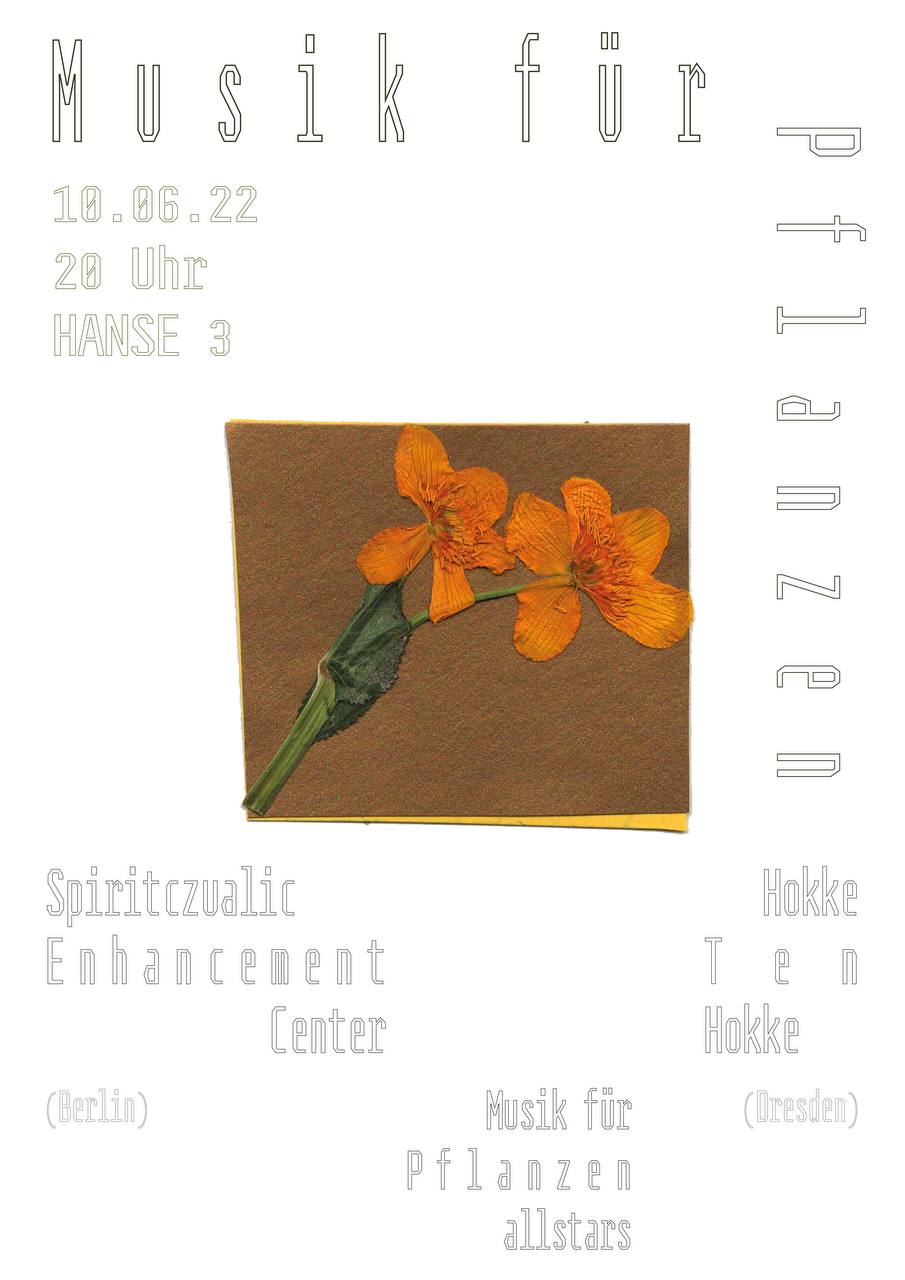 Musik für
Pflanzen
10.06.22
20 Uhr
HANSE 3
Spiritczualic
Enhancement
Center
(Berlin)
Hokke
Ten
Hokke
(Dresden)
Musik für
Pflanzen
allstars